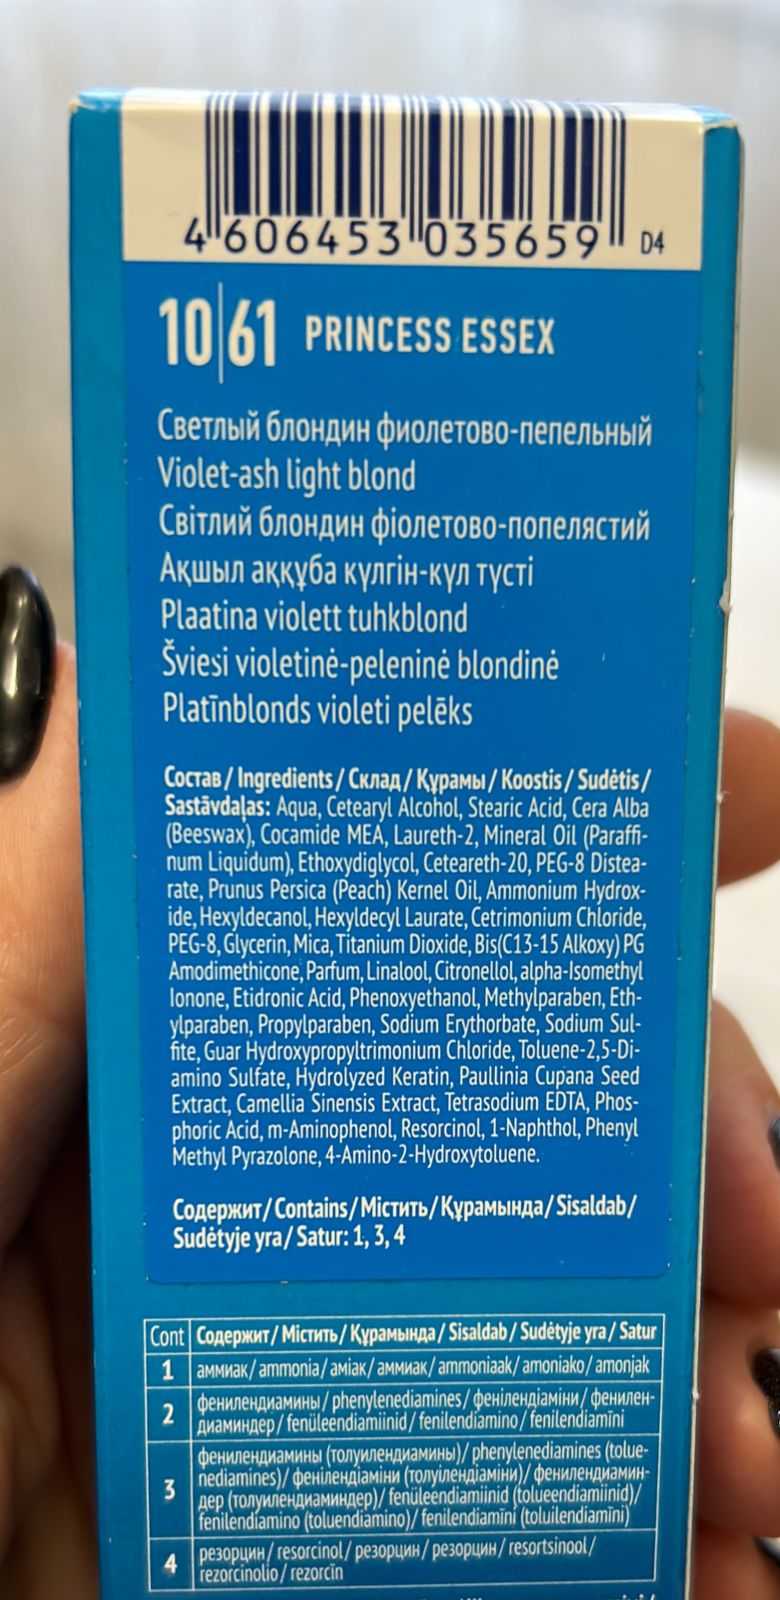 4 606453 035659 D4
10|61 PRINCESS ESSEX
Светлый блондин фиолетово-пепельный
Violet-ash light blond
Світлий блондин фіолетово-попелястий
Ақшыл аққұба күлгін-күл түсті
Plaatina violett tuhkblond
Šviesi violetinė-peleninė blondinė
Platīnblonds violeti pelēks
Состав/Ingredients/Склад/Құрамы/Koostis/Sudėtis/
Sastāvdaļas: Aqua, Cetearyl Alcohol, Stearic Acid, Cera Alba
(Beeswax), Cocamide MEA, Laureth-2, Mineral Oil (Paraffi-
num Liquidum), Ethoxydiglycol, Ceteareth-20, PEG-8 Distea-
rate, Prunus Persica (Peach) Kernel Oil, Ammonium Hydrox-
ide, Hexyldecanol, Hexyldecyl Laurate, Cetrimonium Chloride,
PEG-8, Glycerin, Mica, Titanium Dioxide, Bis(C13-15 Alkoxy) PG
Amodimethicone, Parfum, Linalool, Citronellol, alpha-Isomethyl
Ionone, Etidronic Acid, Phenoxyethanol, Methylparaben, Eth-
ylparaben, Propylparaben, Sodium Erythorbate, Sodium Sul-
fite, Guar Hydroxypropyltrimonium Chloride, Toluene-2,5-Di-
amino Sulfate, Hydrolyzed Keratin, Paullinia Cupana Seed
Extract, Camellia Sinensis Extract, Tetrasodium EDTA, Phos-
phoric Acid, m-Aminophenol, Resorcinol, 1-Naphthol, Phenyl
Methyl Pyrazolone, 4-Amino-2-Hydroxytoluene.
Содержит/Contains/Містить/Құрамында/Sisaldab/
Sudėtyje yra/Satur: 1, 3, 4
Cont Содержит/Містить/Құрамында/Sisaldab/Sudėtyje yra/Satur
1 аммиак/ammonia/аміак/аммиак/ammoniaak/amoniako/amonjak
2 фенилендиамины/phenylenediamines/фенілендіаміни/фенилен-
диаминдер/fenüleendiamiinid/fenilendiamino/fenilendiamīni
3 фенилендиамины (толуилендиамины)/phenylenediamines (tolue-
nediamines)/фенілендіаміни (толуілендіаміни)/фенилендиамин-
дер (толуилендиаминдер)/fenüleendiamiinid (tolueendiamiinid)/
fenilendiamino (toluendiamino)/fenilendiamīni (toluilendiamīni)
4 резорцин/resorcinol/резорцин/резорцин/resortsinool/
rezorcinolio/rezorcīn